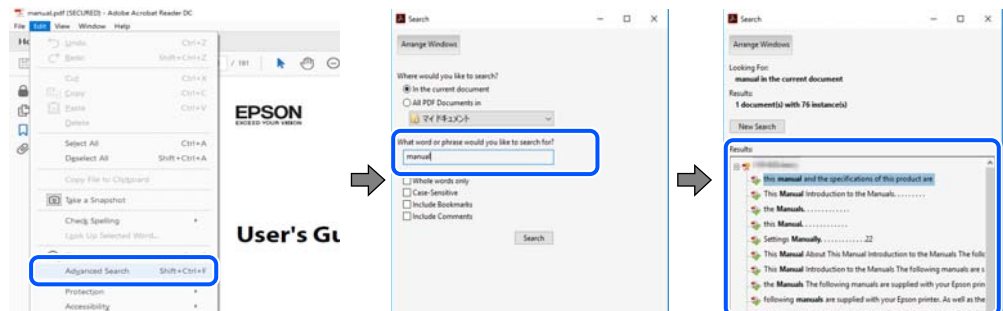 manual.pdf (SECURED) - Adobe Acrobat Reader DC
File Edit View Window Help
Undo Ctrl+Z
Redo Shift+Ctrl+Z
Cut Ctrl+X
Copy Ctrl+C
Paste Ctrl+V
Delete
Select All Ctrl+A
Deselect All Shift+Ctrl+A
Copy File to Clipboard
Take a Snapshot
Check Spelling
Look Up Selected Word...
Advanced Search Shift+Ctrl+F
Protection
Accessibility
/ 181
EPSON
EXCEED YOUR VISION
User's Gu
Search
Arrange Windows
Where would you like to search?
In the current document
All PDF Documents in
マイ ドキュメント
What word or phrase would you like to search for?
manual
Whole words only
Case-Sensitive
Include Bookmarks
Include Comments
Search
Search
Arrange Windows
Looking For:
manual in the current document
Results:
1 document(s) with 76 instance(s)
New Search
Results:
this manual and the specifications of this product are
This Manual Introduction to the Manuals. . . . . . . . .
the Manuals. . . . . . . . . . . . .
this Manual. . . . . . . . . . . .
Settings Manually. . . . . . . . . . . . 22
This Manual About This Manual Introduction to the Manuals The follo
This Manual Introduction to the Manuals The following manuals are s
the Manuals The following manuals are supplied with your Epson prin
following manuals are supplied with your Epson printer. As well as the